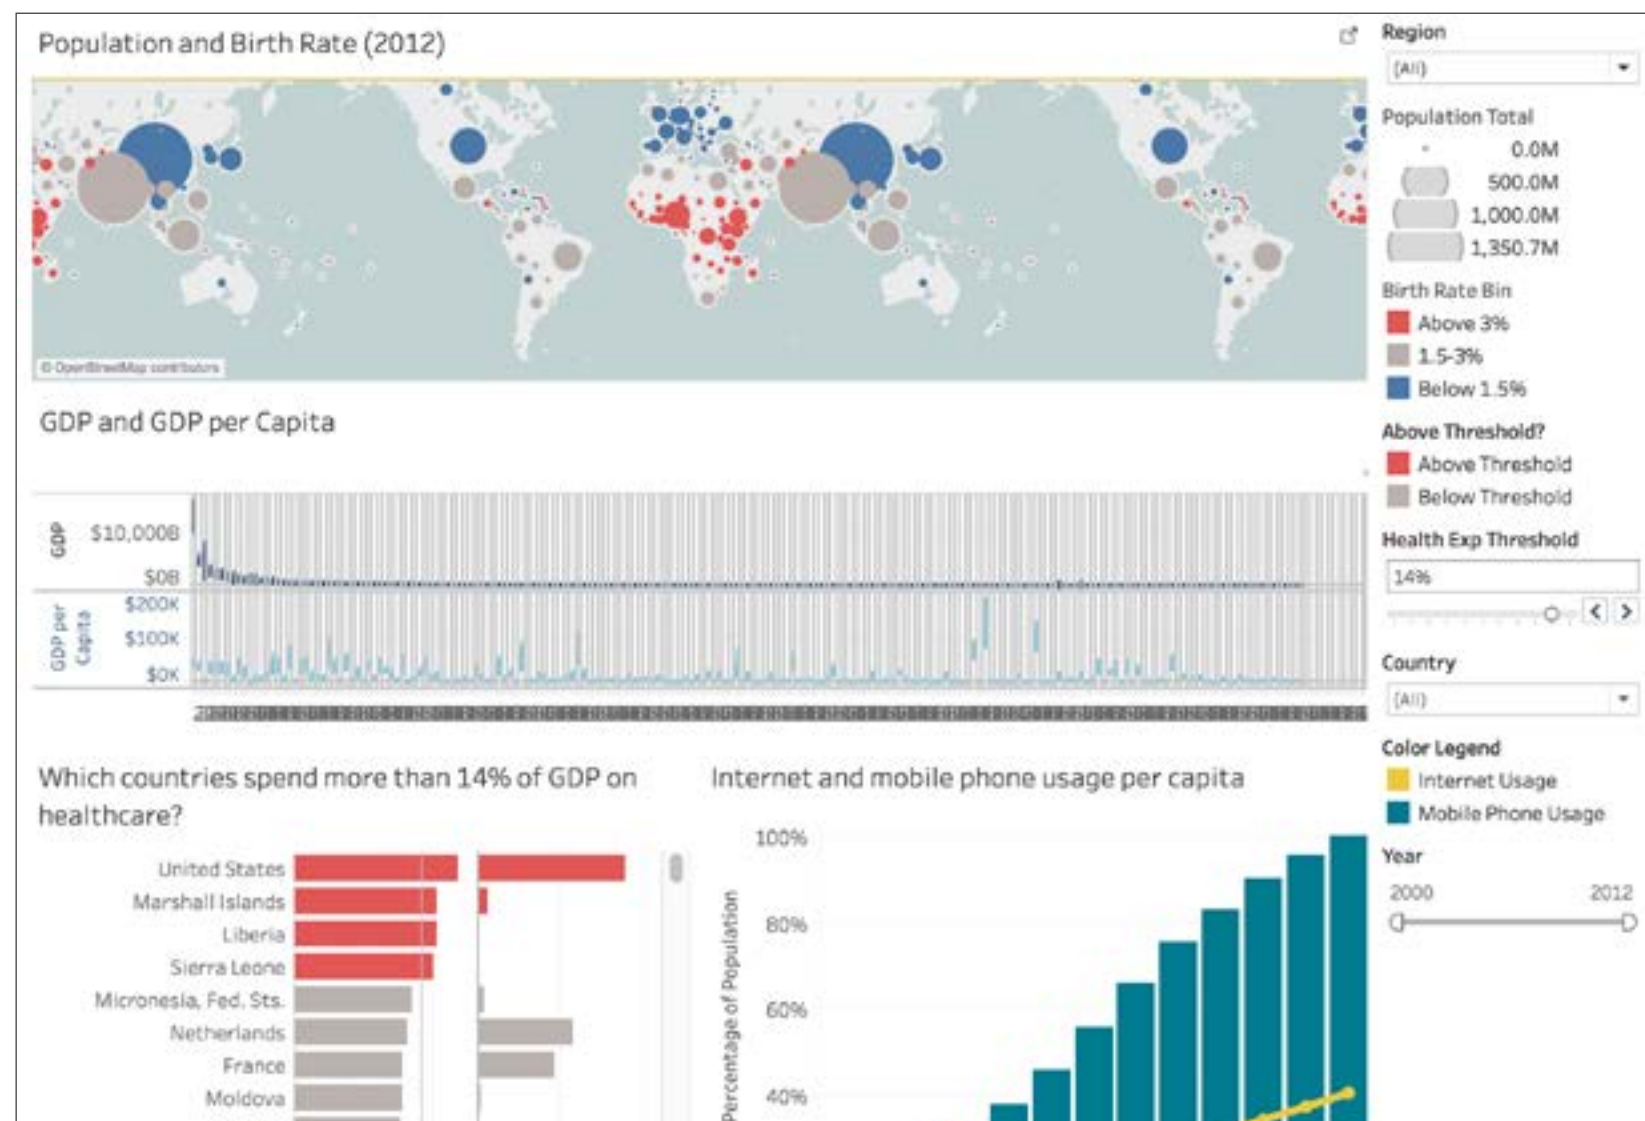 Population and Birth Rate (2012)
© OpenStreetMap contributors
GDP and GDP per Capita
GDP
$10,000B
$0B
GDP per
Capita
$200K
$100K
$0K
Which countries spend more than 14% of GDP on
healthcare?
United States
Marshall Islands
Liberia
Sierra Leone
Micronesia, Fed. Sts.
Netherlands
France
Moldova
Internet and mobile phone usage per capita
Percentage of Population
100%
80%
60%
40%
Region
(All)
Population Total
0.0M
500.0M
1,000.0M
1,350.7M
Birth Rate Bin
Above 3%
1.5-3%
Below 1.5%
Above Threshold?
Above Threshold
Below Threshold
Health Exp Threshold
14%
Country
(All)
Color Legend
Internet Usage
Mobile Phone Usage
Year
2000 2012